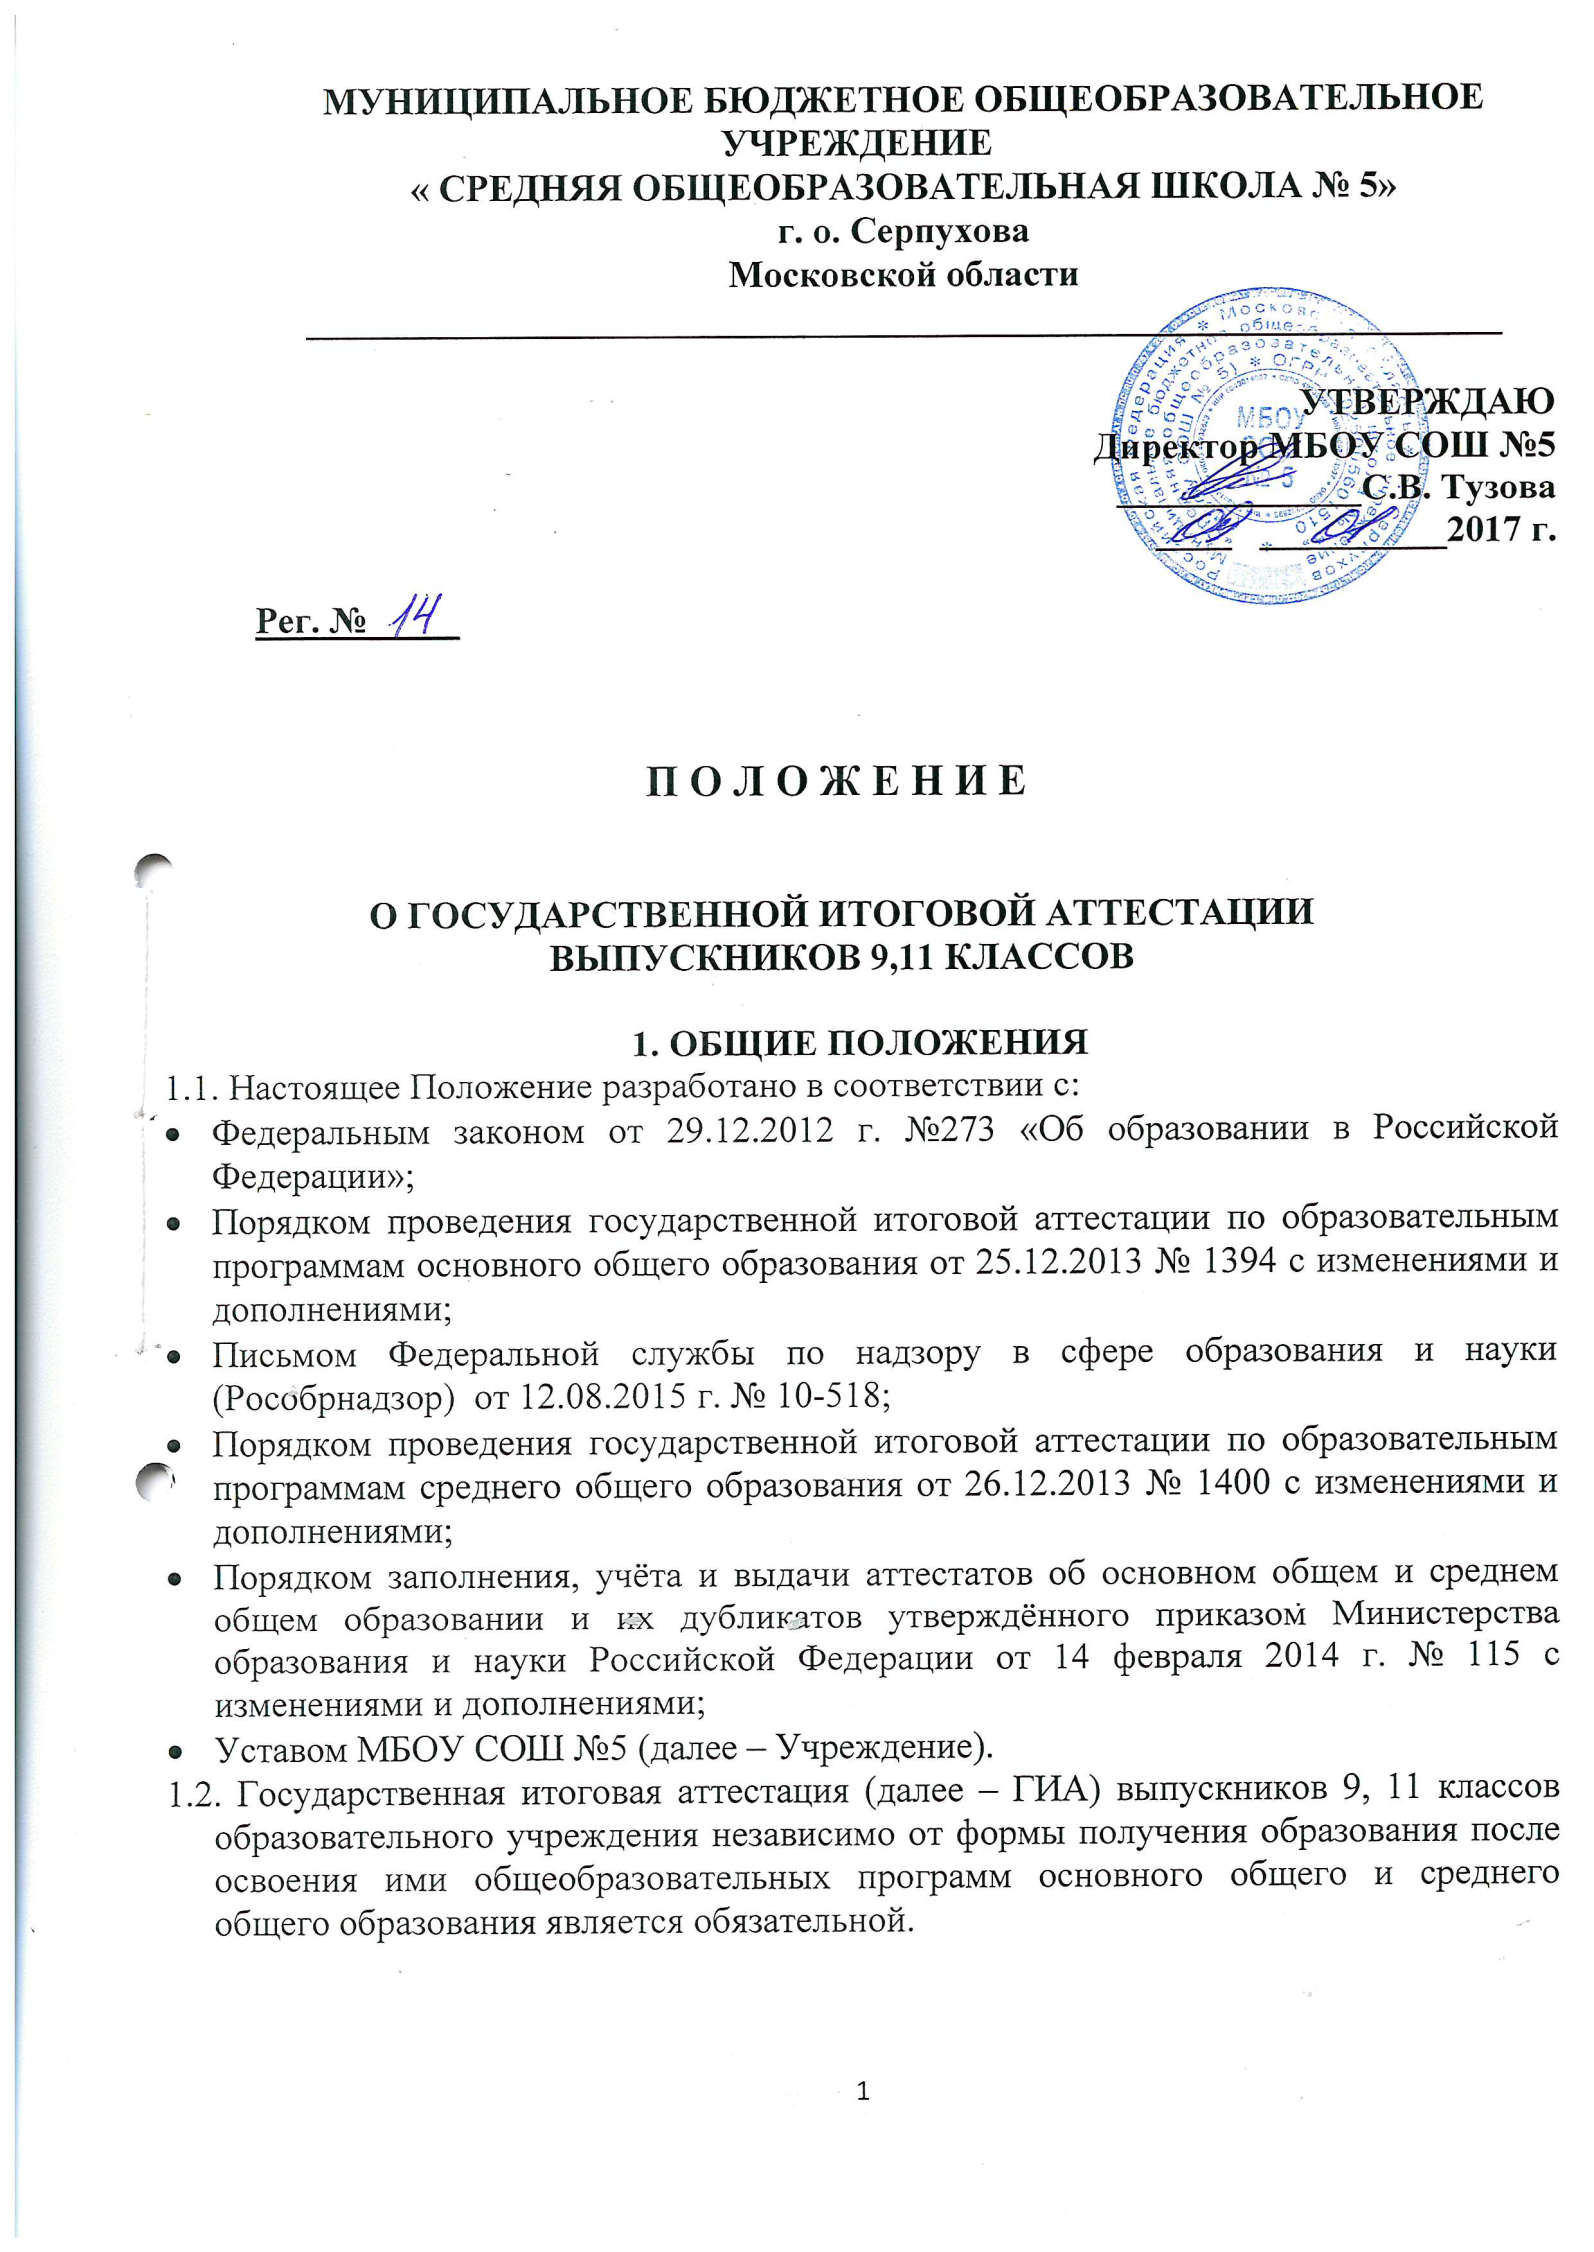 МУНИЦИПАЛЬНОЕ БЮДЖЕТНОЕ ОБЩЕОБРАЗОВАТЕЛЬНОЕ
УЧРЕЖДЕНИЕ
« СРЕДНЯЯ ОБЩЕОБРАЗОВАТЕЛЬНАЯ ШКОЛА № 5»
г. о. Серпухова
Московской области
УТВЕРЖДАЮ
Директор МБОУ СОШ №5
С.В. Тузова
2017 г.
МБОУ
Рег. № 14
П О Л О Ж Е Н И Е
О ГОСУДАРСТВЕННОЙ ИТОГОВОЙ АТТЕСТАЦИИ
ВЫПУСКНИКОВ 9,11 КЛАССОВ
1. ОБЩИЕ ПОЛОЖЕНИЯ
1.1. Настоящее Положение разработано в соответствии с:
• Федеральным законом от 29.12.2012 г. №273 «Об образовании в Российской
Федерации»;
• Порядком проведения государственной итоговой аттестации по образовательным
программам основного общего образования от 25.12.2013 № 1394 с изменениями и
дополнениями;
• Письмом Федеральной службы по надзору в сфере образования и науки
(Рособрнадзор) от 12.08.2015 г. № 10-518;
• Порядком проведения государственной итоговой аттестации по образовательным
программам среднего общего образования от 26.12.2013 № 1400 с изменениями и
дополнениями;
• Порядком заполнения, учёта и выдачи аттестатов об основном общем и среднем
общем образовании и их дубликатов утверждённого приказом Министерства
образования и науки Российской Федерации от 14 февраля 2014 г. № 115 с
изменениями и дополнениями;
• Уставом МБОУ СОШ №5 (далее – Учреждение).
1.2. Государственная итоговая аттестация (далее – ГИА) выпускников 9, 11 классов
образовательного учреждения независимо от формы получения образования после
освоения ими общеобразовательных программ основного общего и среднего
общего образования является обязательной.
1